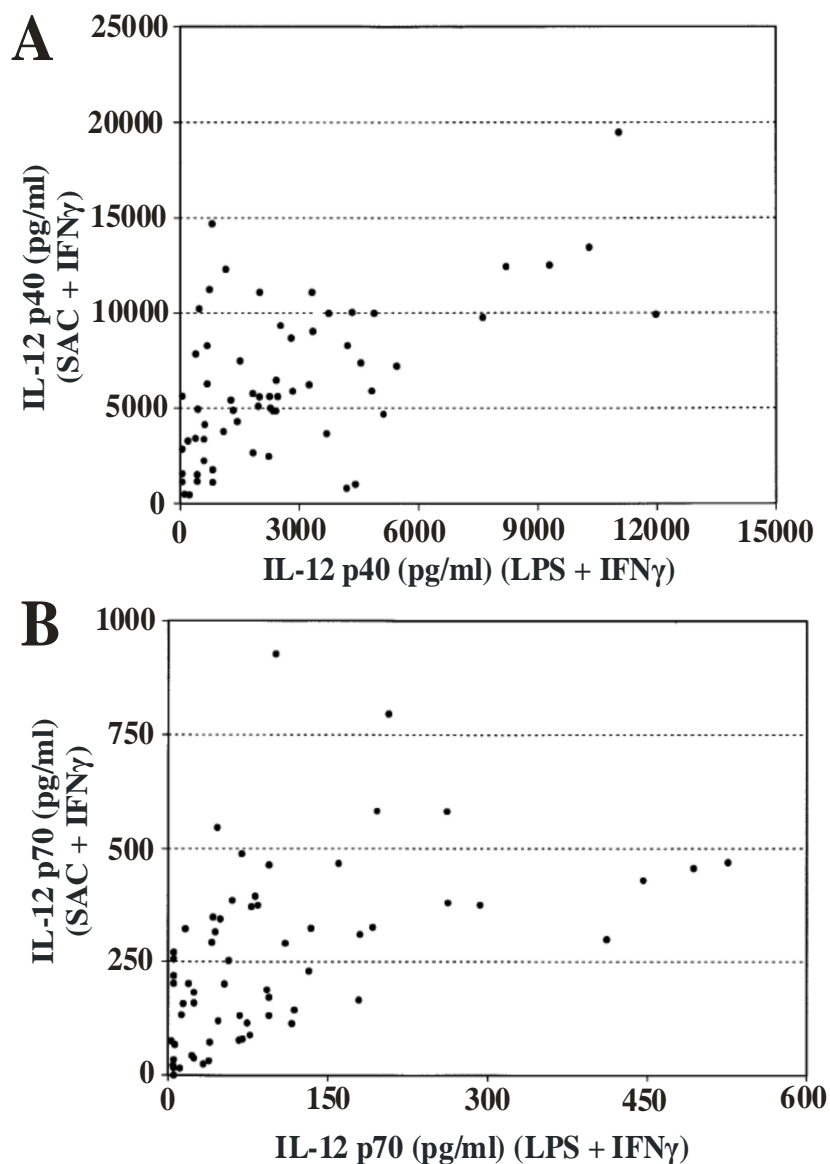 A
25000
20000
15000
10000
5000
0
IL-12 p40 (pg/ml)
(SAC + IFNγ)
0 3000 6000 9000 12000 15000
IL-12 p40 (pg/ml) (LPS + IFNγ)
B
1000
750
500
250
0
IL-12 p70 (pg/ml)
(SAC + IFNγ)
0 150 300 450 600
IL-12 p70 (pg/ml) (LPS + IFNγ)